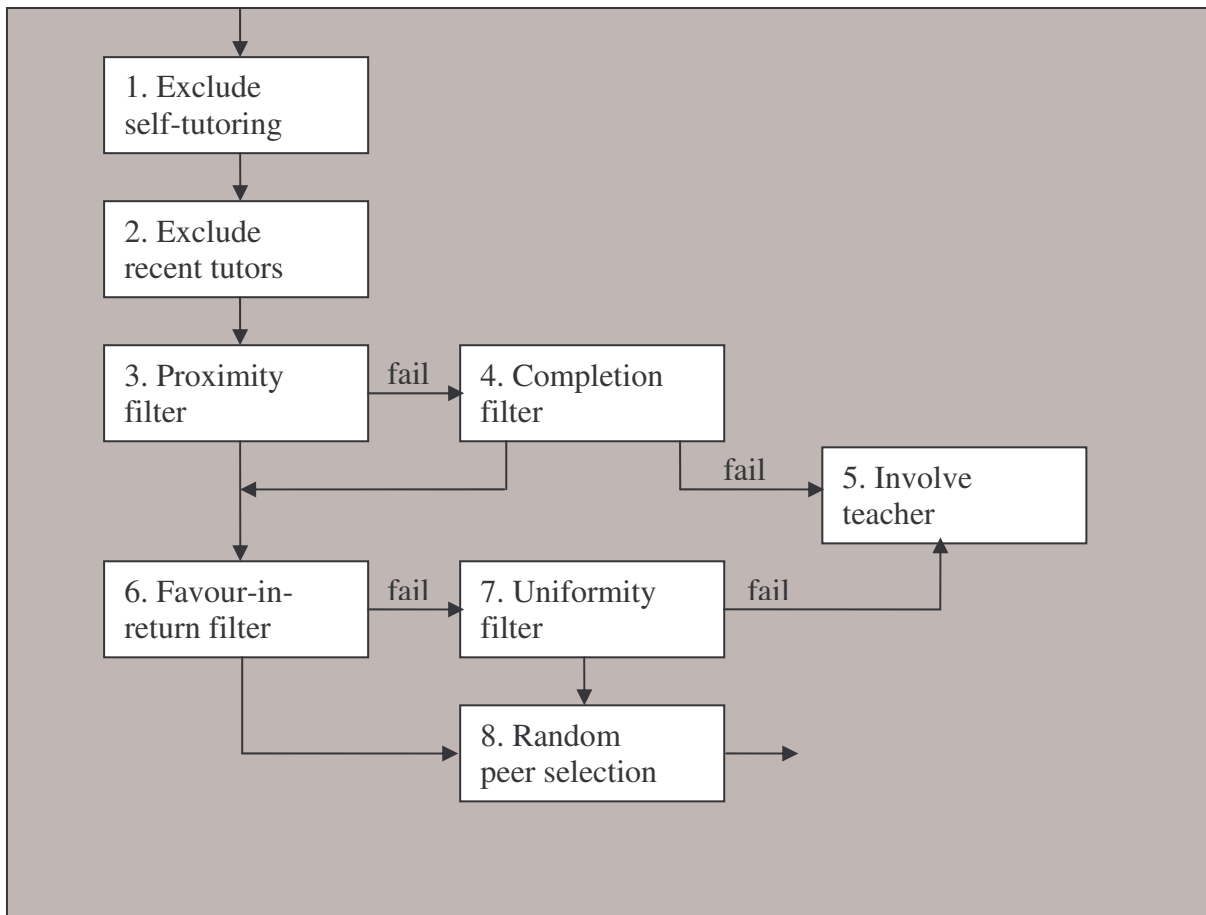 1. Exclude
self-tutoring
2. Exclude
recent tutors
3. Proximity
filter
fail
4. Completion
filter
fail
5. Involve
teacher
6. Favour-in-
return filter
fail
7. Uniformity
filter
fail
8. Random
peer selection